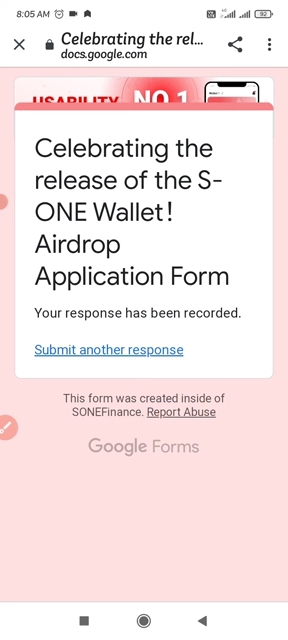 8:05 AM
92
Celebrating the rel...
docs.google.com
USABILITY NO.1
Celebrating the
release of the S-
ONE Wallet!
Airdrop
Application Form
Your response has been recorded.
Submit another response
This form was created inside of
SONEFinance. Report Abuse
Google Forms